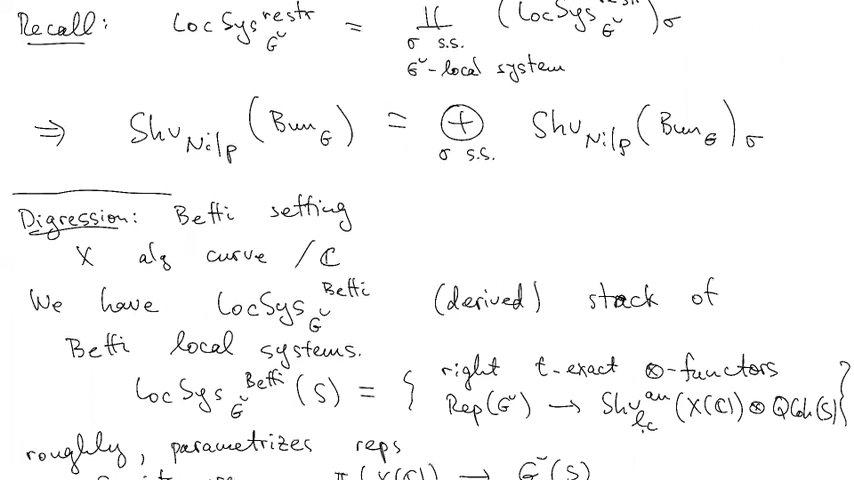 Recall: LocSys^restr_Ǧ = ∐_{σ s.s. Ǧ-local system} (LocSys^restr_Ǧ)_σ
⇒ Shv_Nilp(Bun_G) = ⊕_{σ s.s.} Shv_Nilp(Bun_G)_σ
Digression: Betti setting
X alg curve /ℂ
We have LocSys^Betti_Ǧ (derived) stack of
Betti local systems.
LocSys^Betti_Ǧ(S) = { right t-exact ⊗-functors
Rep(Ǧ) → Shv^an_lc(X(ℂ)) ⊗ QCoh(S) }
roughly, parametrizes reps
π(X(ℂ)) → Ǧ(S)